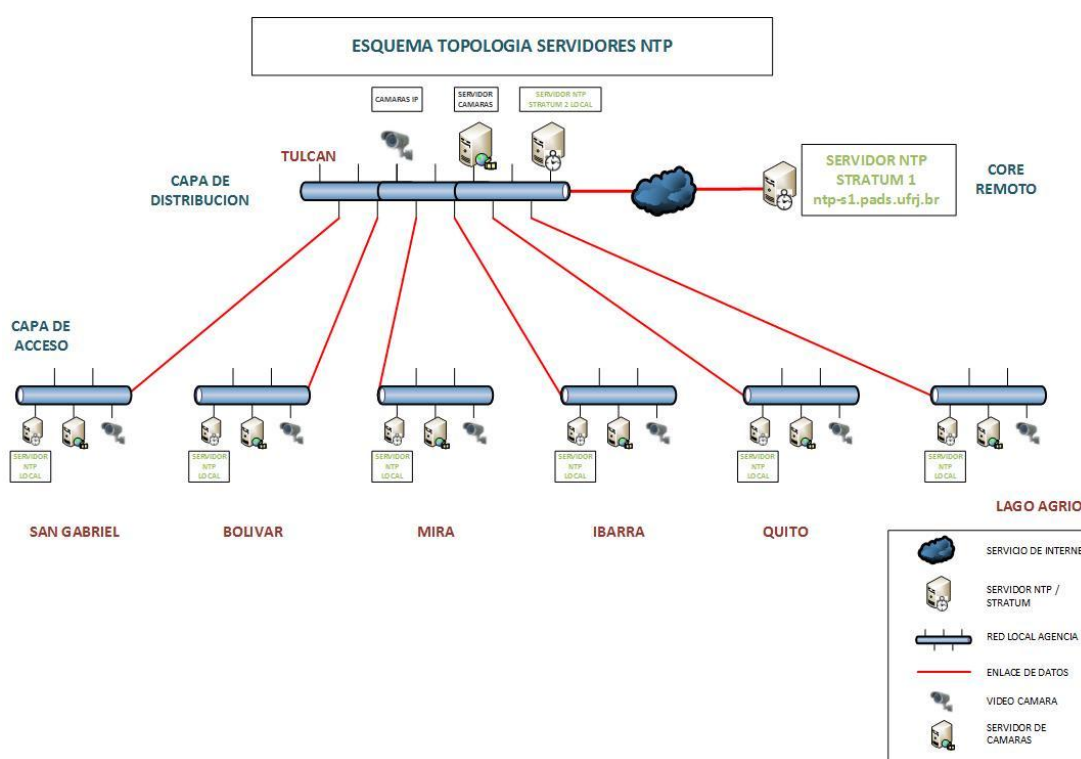 ESQUEMA TOPOLOGIA SERVIDORES NTP
CAMARAS IP
SERVIDOR
CAMARAS
SERVIDOR NTP
STRATUM 2 LOCAL
TULCAN
CAPA DE
DISTRIBUCION
SERVIDOR NTP
STRATUM 1
ntp-s1.pads.ufrj.br
CORE
REMOTO
CAPA DE
ACCESO
SERVIDOR
NTP
LOCAL
SERVIDOR
NTP
LOCAL
SERVIDOR
NTP
LOCAL
SERVIDOR
NTP
LOCAL
SERVIDOR
NTP
LOCAL
SERVIDOR
NTP
LOCAL
SAN GABRIEL
BOLIVAR
MIRA
IBARRA
QUITO
LAGO AGRIO
SERVICIO DE INTERNE
SERVIDOR NTP /
STRATUM
RED LOCAL AGENCIA
ENLACE DE DATOS
VIDEO CAMARA
SERVIDOR DE
CAMARAS